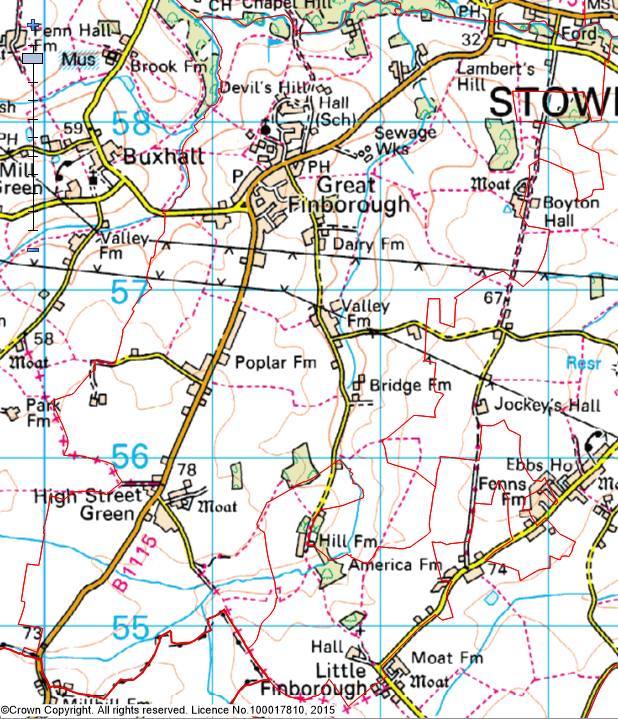 CH
Chapel Hill
PH
MS
Fenn Hall
Fm
Mus
Brook Fm
32
Ford
Lambert's
Hill
Devil's Hill
Hall
(Sch)
STOW
sh
58
59
PH
Buxhall
Sewage
Wks
Mill
Green
P
PH
Great
Finborough
Moat
Boyton
Hall
Valley
Fm
Dairy Fm
57
67
Valley
Fm
58
Moat
Poplar Fm
Resr
Bridge Fm
Park
Fm
Jockey's Hall
56
78
Ebbs Ho
Fenns
Fm
High Street
Green
Moat
Hill Fm
B1115
America Fm
74
55
73
Hall
Little
Finborough
Moat Fm
Moat
Millhill Fm
©Crown Copyright. All rights reserved. Licence No.100017810, 2015